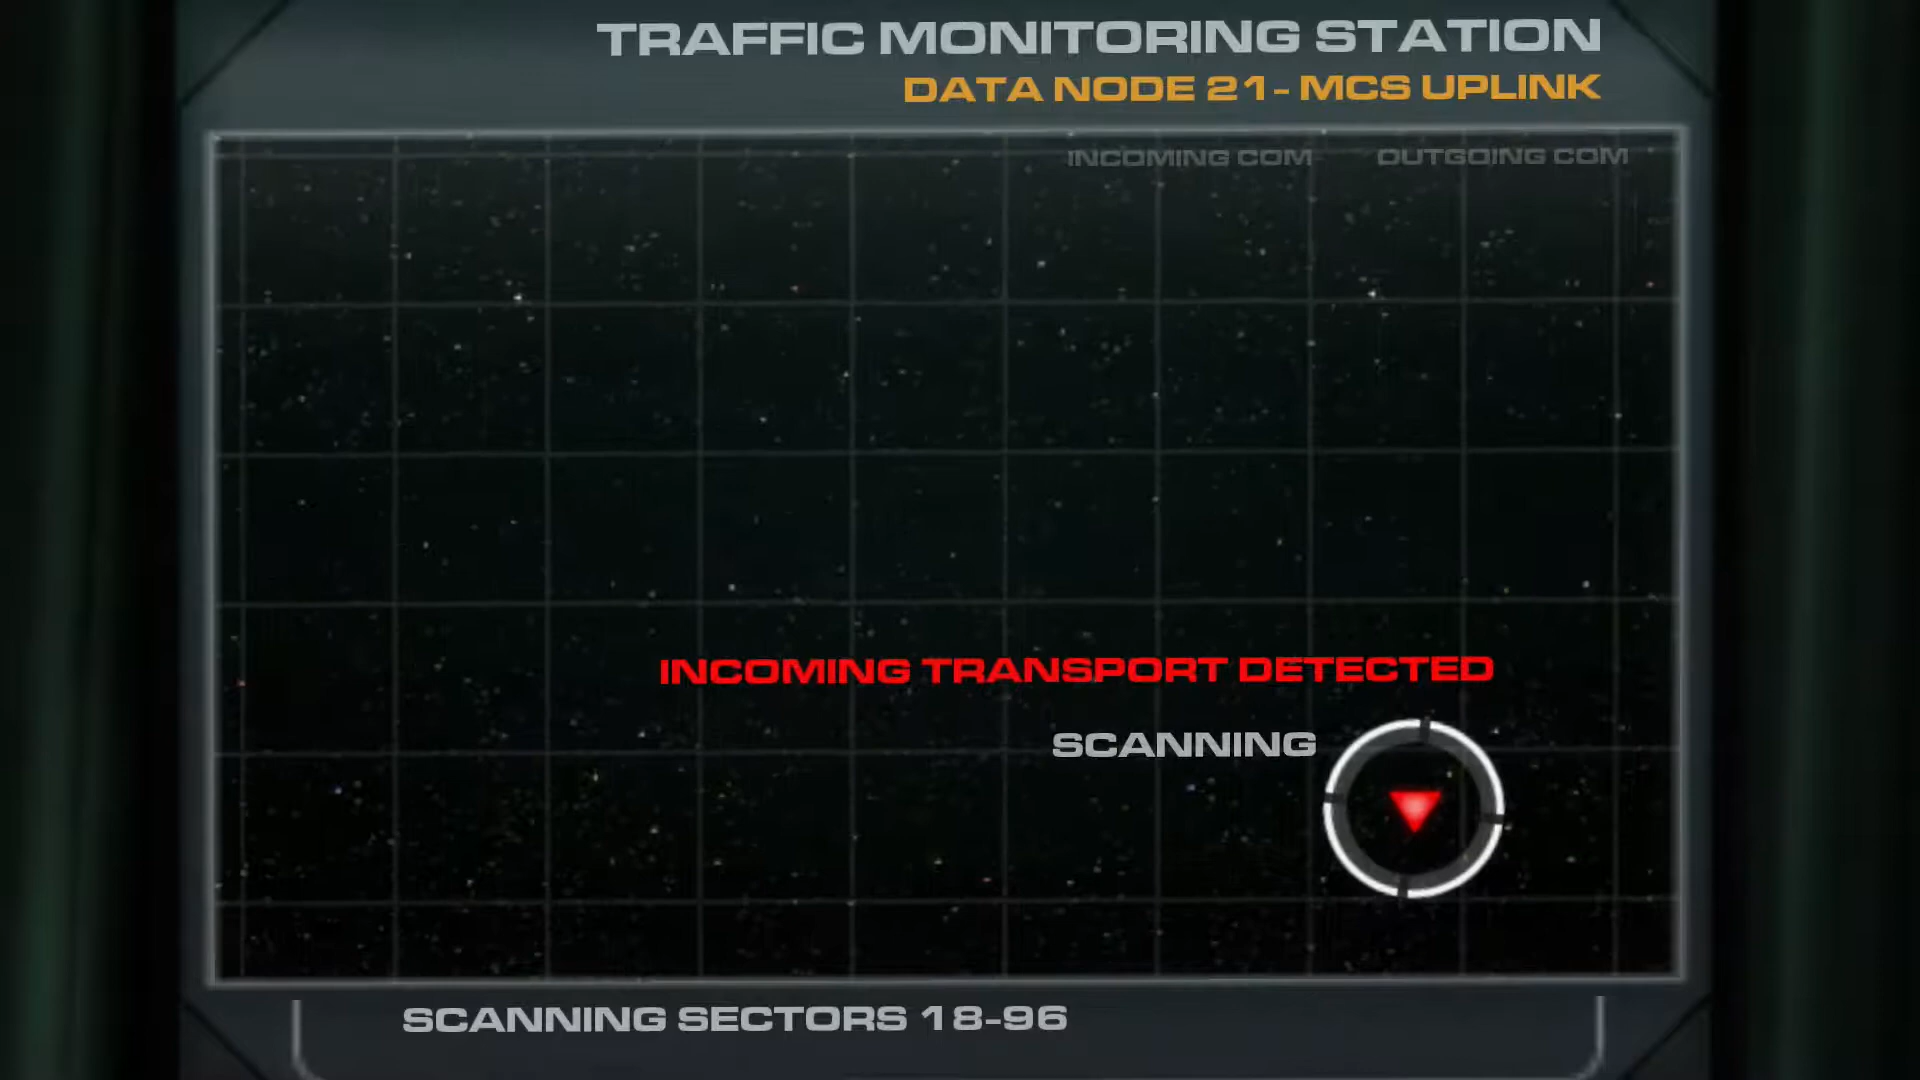 TRAFFIC MONITORING STATION
DATA NODE 21- MCS UPLINK
INCOMING COM
OUTGOING COM
INCOMING TRANSPORT DETECTED
SCANNING
SCANNING SECTORS 18-96